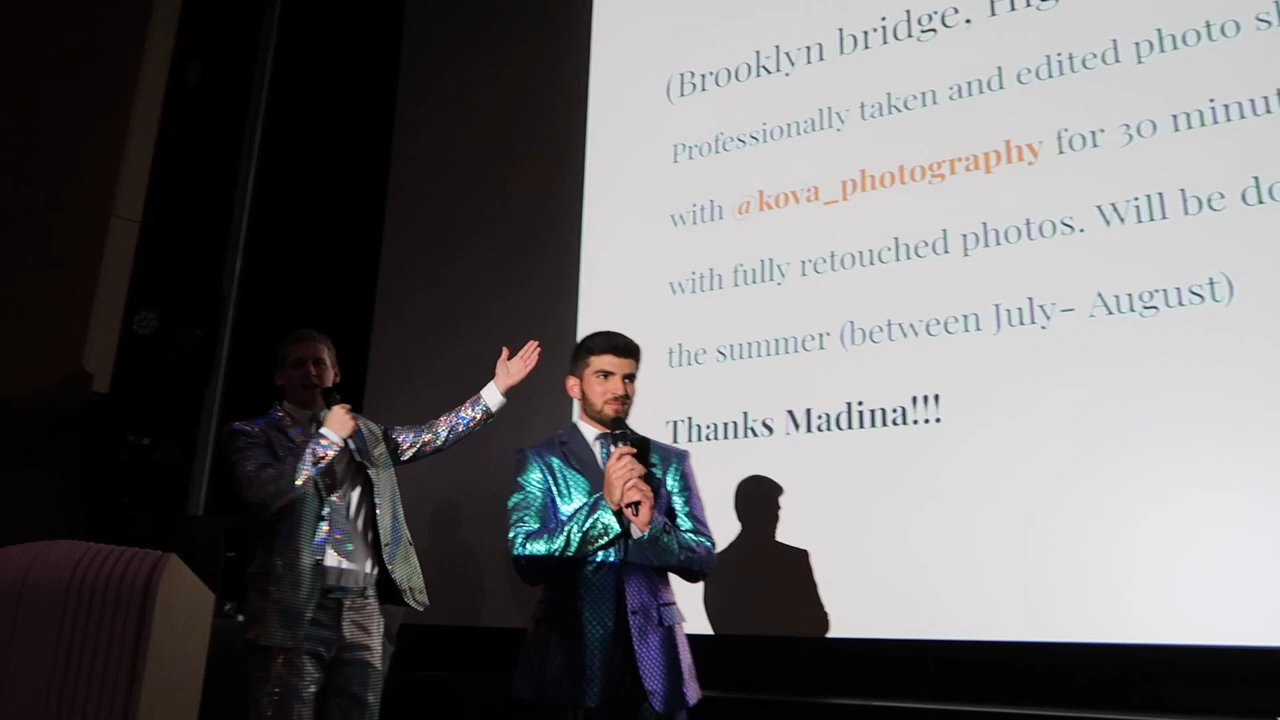 (Brooklyn bridge.
Professionally taken and edited photo
with @kova_photography for 30
with fully retouched photos. Will be
the summer (between July- August)
Thanks Madina!!!